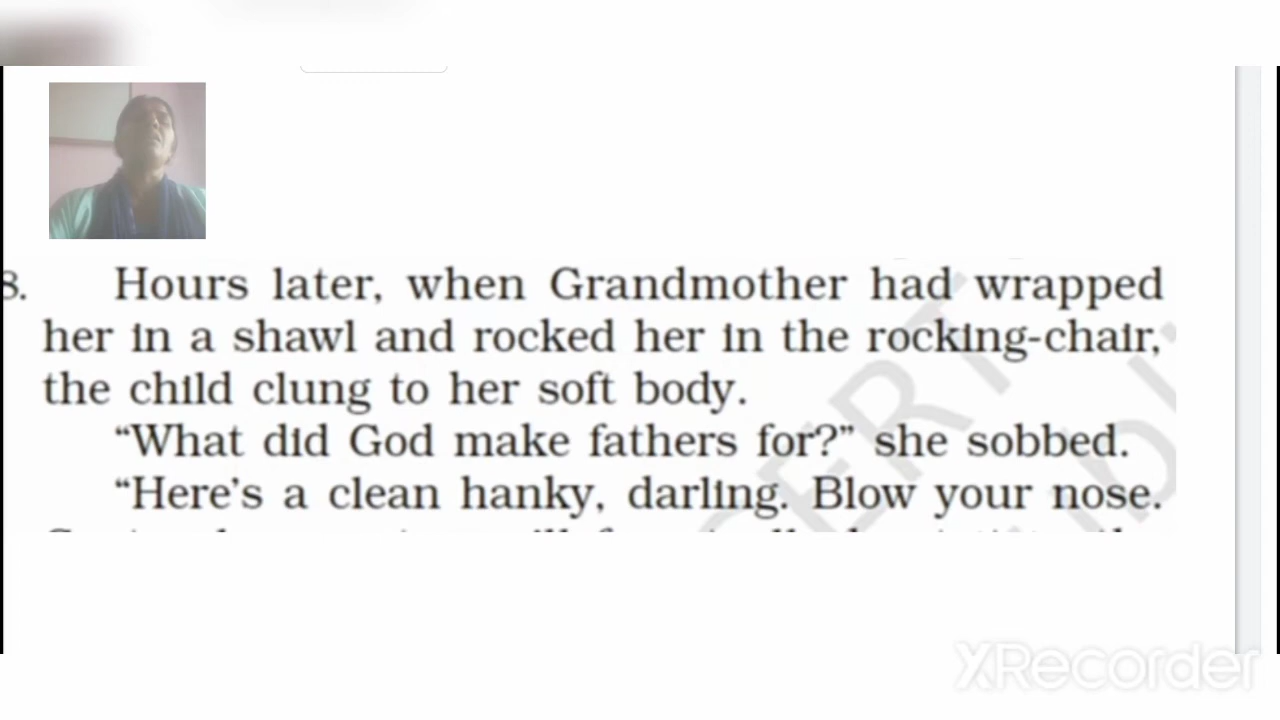 8. Hours later, when Grandmother had wrapped
her in a shawl and rocked her in the rocking-chair,
the child clung to her soft body.
“What did God make fathers for?” she sobbed.
“Here’s a clean hanky, darling. Blow your nose.
XRecorder